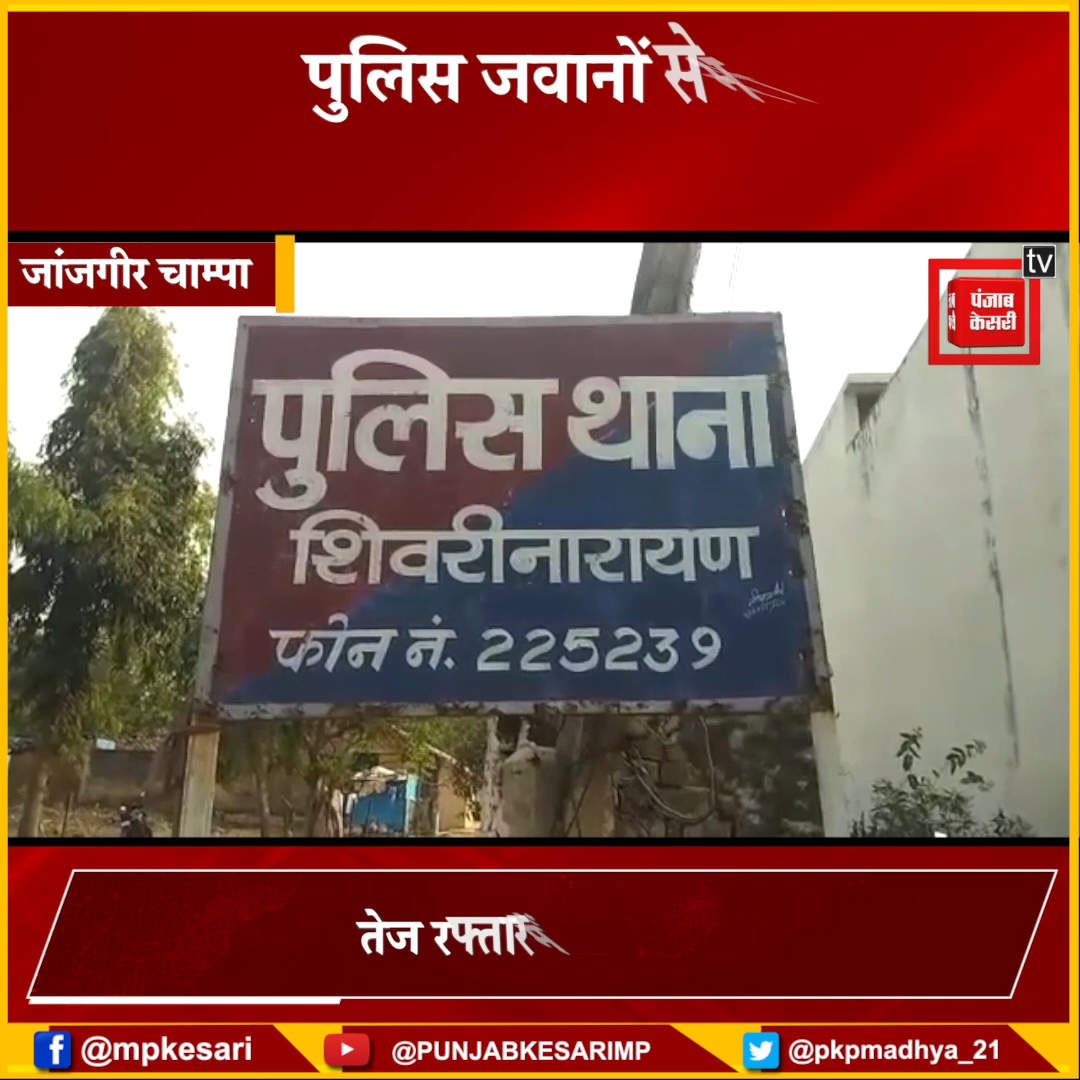 पुलिस जवानों से
जांजगीर चाम्पा
tv
पंजाब
केसरी
पुलिस थाना
शिवरीनारायण
फोन नं. 225239
तेज रफ्तार
@mpkesari
@PUNJABKESARIMP
@pkpmadhya_21